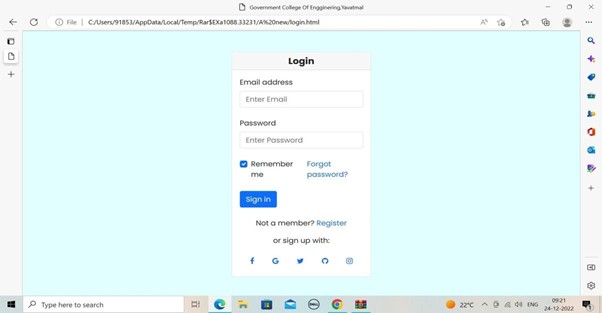 Government College Of Engginering,Yavatmal
File
C:/Users/91853/AppData/Local/Temp/Rar$EXa1088.33231/A%20new/login.html
Login
Email address
Enter Email
Password
Enter Password
Remember me
Forgot password?
Sign in
Not a member? Register
or sign up with:
Type here to search
DELL
22°C
ENG
09:21
24-12-2022